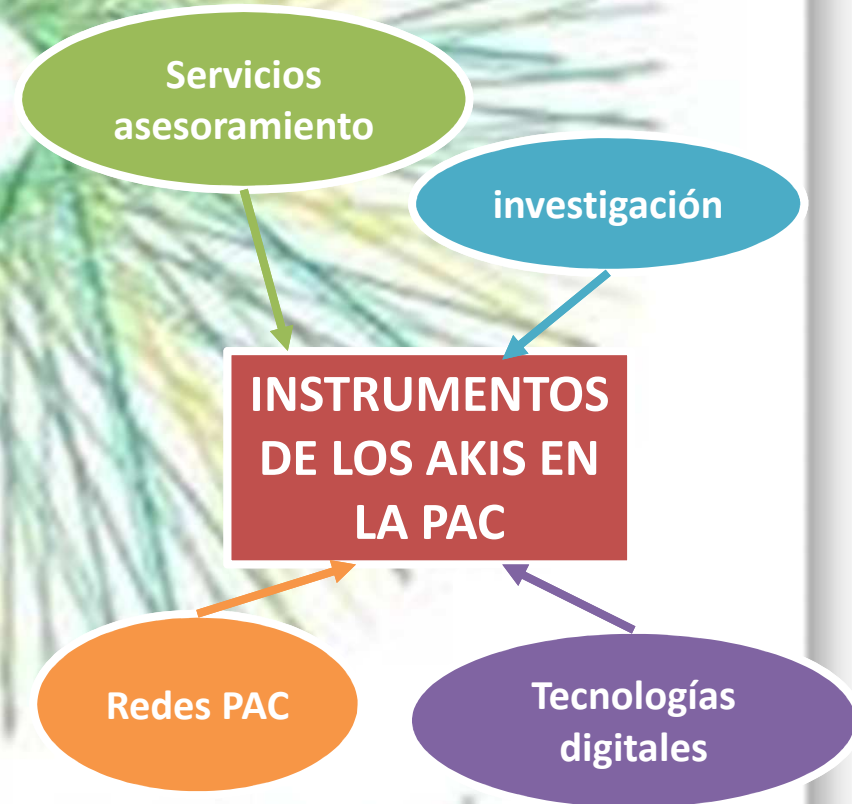 Servicios
asesoramiento
investigación
INSTRUMENTOS
DE LOS AKIS EN
LA PAC
Redes PAC
Tecnologías
digitales